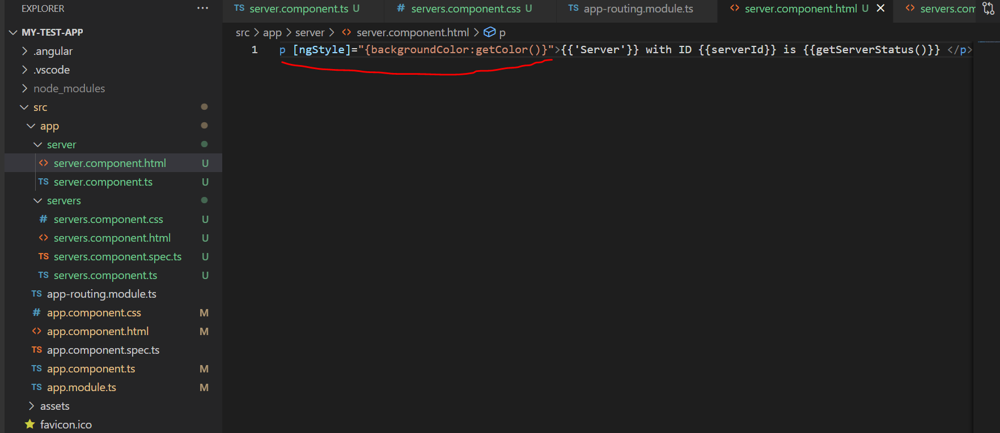 EXPLORER ···
MY-TEST-APP
.angular
.vscode
node_modules
src
app
server
server.component.html U
TS server.component.ts U
servers
# servers.component.css U
servers.component.html U
TS servers.component.spec.ts U
TS servers.component.ts U
TS app-routing.module.ts
# app.component.css M
app.component.html M
TS app.component.spec.ts
TS app.component.ts M
TS app.module.ts M
assets
favicon.ico
TS server.component.ts U # servers.component.css U TS app-routing.module.ts <> server.component.html U × <> servers.com
src > app > server > <> server.component.html > p
1 p [ngStyle]="{backgroundColor:getColor()}">{{'Server'}} with ID {{serverId}} is {{getServerStatus()}} </p>